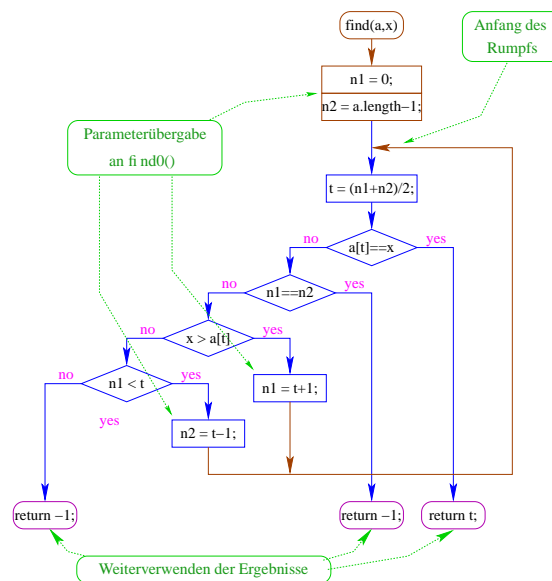 find(a,x)
Anfang des
Rumpfs
n1 = 0;
n2 = a.length−1;
Parameterübergabe
an fi nd0()
t = (n1+n2)/2;
no
a[t]==x
yes
no
n1==n2
yes
no
x > a[t]
yes
no
n1 < t
yes
n1 = t+1;
yes
n2 = t−1;
return −1;
return −1;
return t;
Weiterverwenden der Ergebnisse